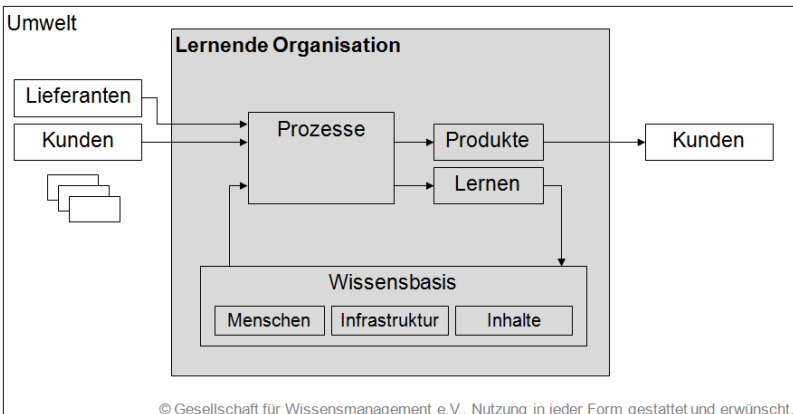 Umwelt
Lernende Organisation
Lieferanten
Kunden
Prozesse
Produkte
Lernen
Kunden
Wissensbasis
Menschen
Infrastruktur
Inhalte
© Gesellschaft für Wissensmanagement e.V., Nutzung in jeder Form gestattet und erwünscht.